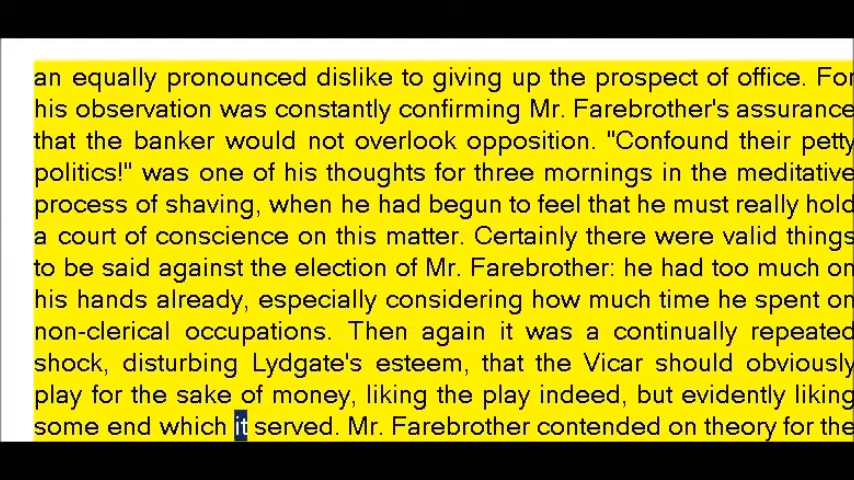 an equally pronounced dislike to giving up the prospect of office. For
his observation was constantly confirming Mr. Farebrother's assurance
that the banker would not overlook opposition. "Confound their petty
politics!" was one of his thoughts for three mornings in the meditative
process of shaving, when he had begun to feel that he must really hold
a court of conscience on this matter. Certainly there were valid things
to be said against the election of Mr. Farebrother: he had too much on
his hands already, especially considering how much time he spent on
non-clerical occupations. Then again it was a continually repeated
shock, disturbing Lydgate's esteem, that the Vicar should obviously
play for the sake of money, liking the play indeed, but evidently liking
some end which it served. Mr. Farebrother contended on theory for the